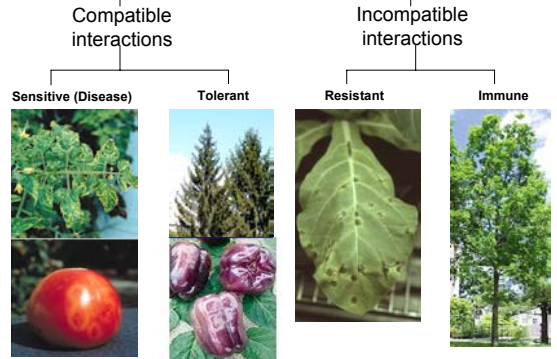 Compatible
interactions
Incompatible
interactions
Sensitive (Disease)
Tolerant
Resistant
Immune